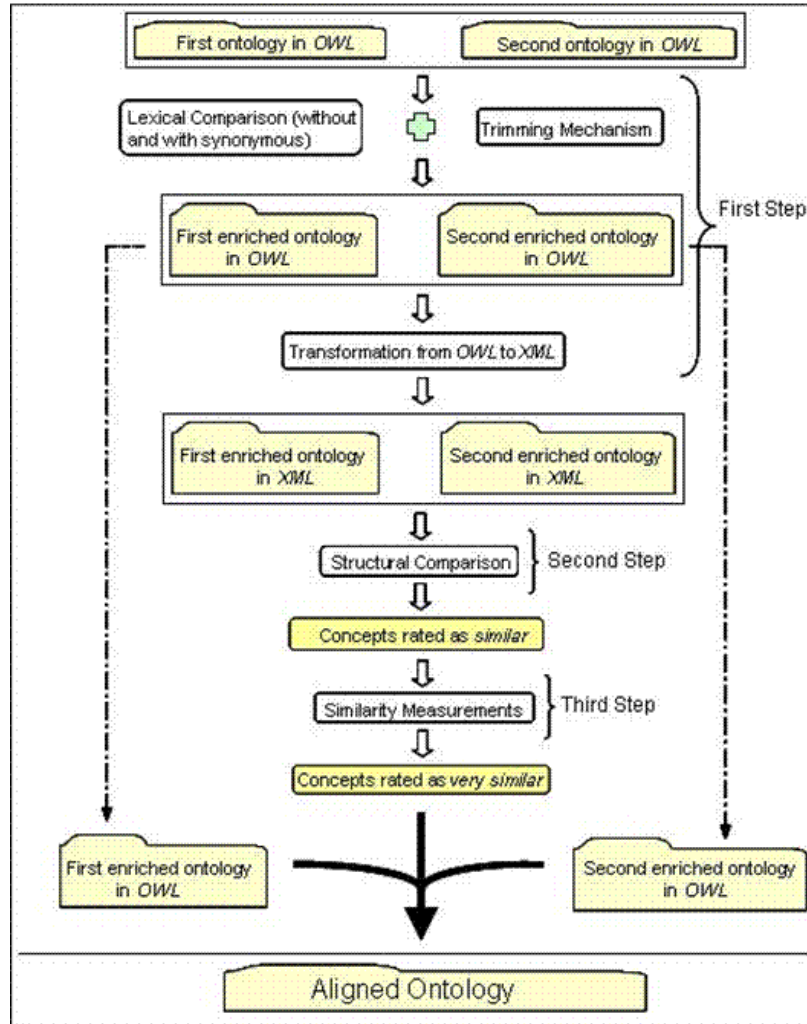 First ontology in OWL
Second ontology in OWL
Lexical Comparison (without
and with synonymous)
Trimming Mechanism
First Step
First enriched ontology
in OWL
Second enriched ontology
in OWL
Transformation from OWL to XML
First enriched ontology
in XML
Second enriched ontology
in XML
Structural Comparison
Second Step
Concepts rated as similar
Similarity Measurements
Third Step
Concepts rated as very similar
First enriched ontology
in OWL
Second enriched ontology
in OWL
Aligned Ontology